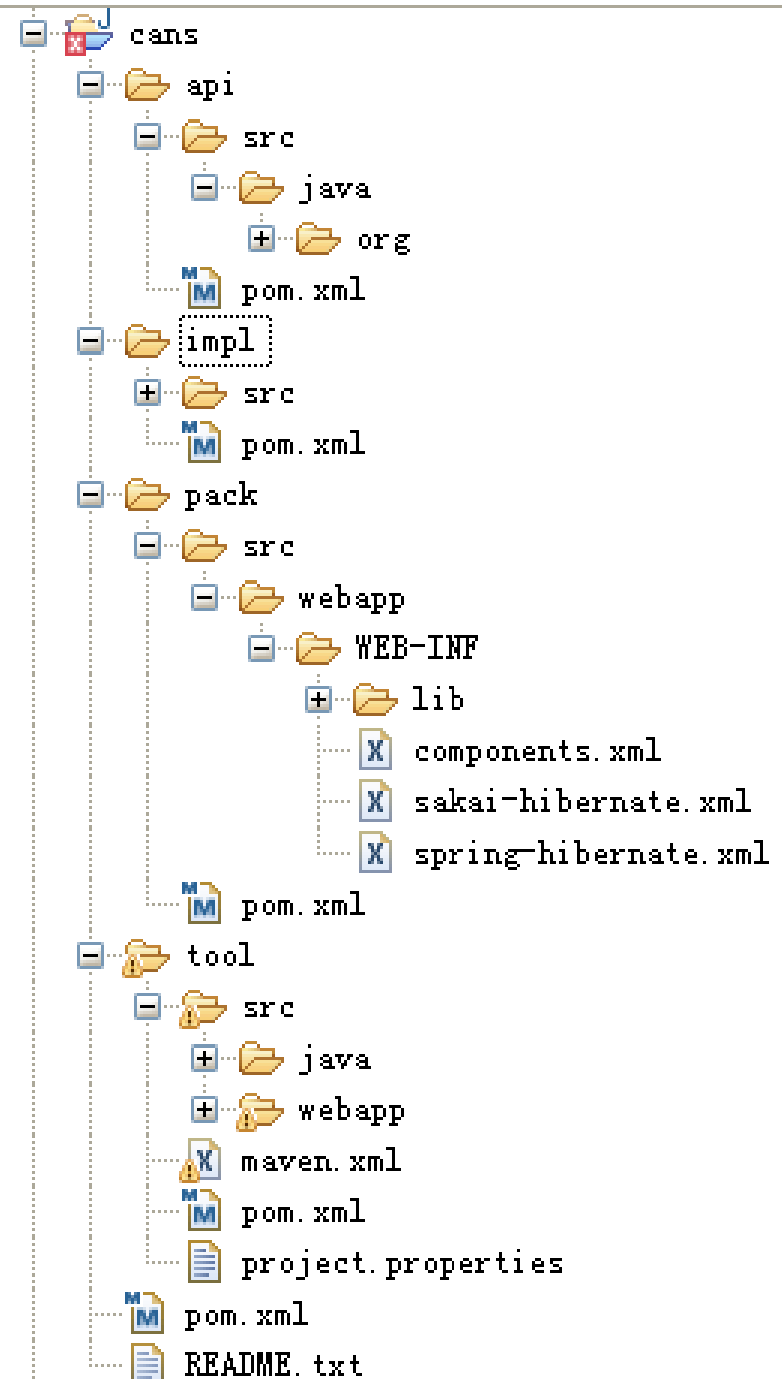 cans
api
src
java
org
pom.xml
impl
src
pom.xml
pack
src
webapp
WEB-INF
lib
components.xml
sakai-hibernate.xml
spring-hibernate.xml
pom.xml
tool
src
java
webapp
maven.xml
pom.xml
project.properties
pom.xml
README.txt